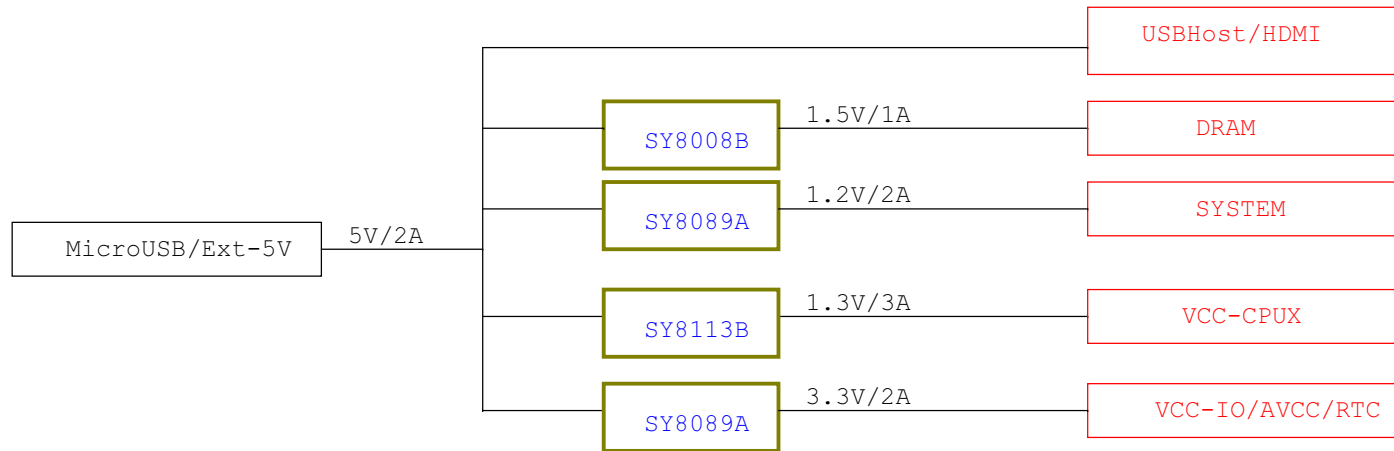 USBHost/HDMI
1.5V/1A
SY8008B
DRAM
1.2V/2A
SY8089A
SYSTEM
MicroUSB/Ext-5V
5V/2A
1.3V/3A
SY8113B
VCC-CPUX
3.3V/2A
SY8089A
VCC-IO/AVCC/RTC